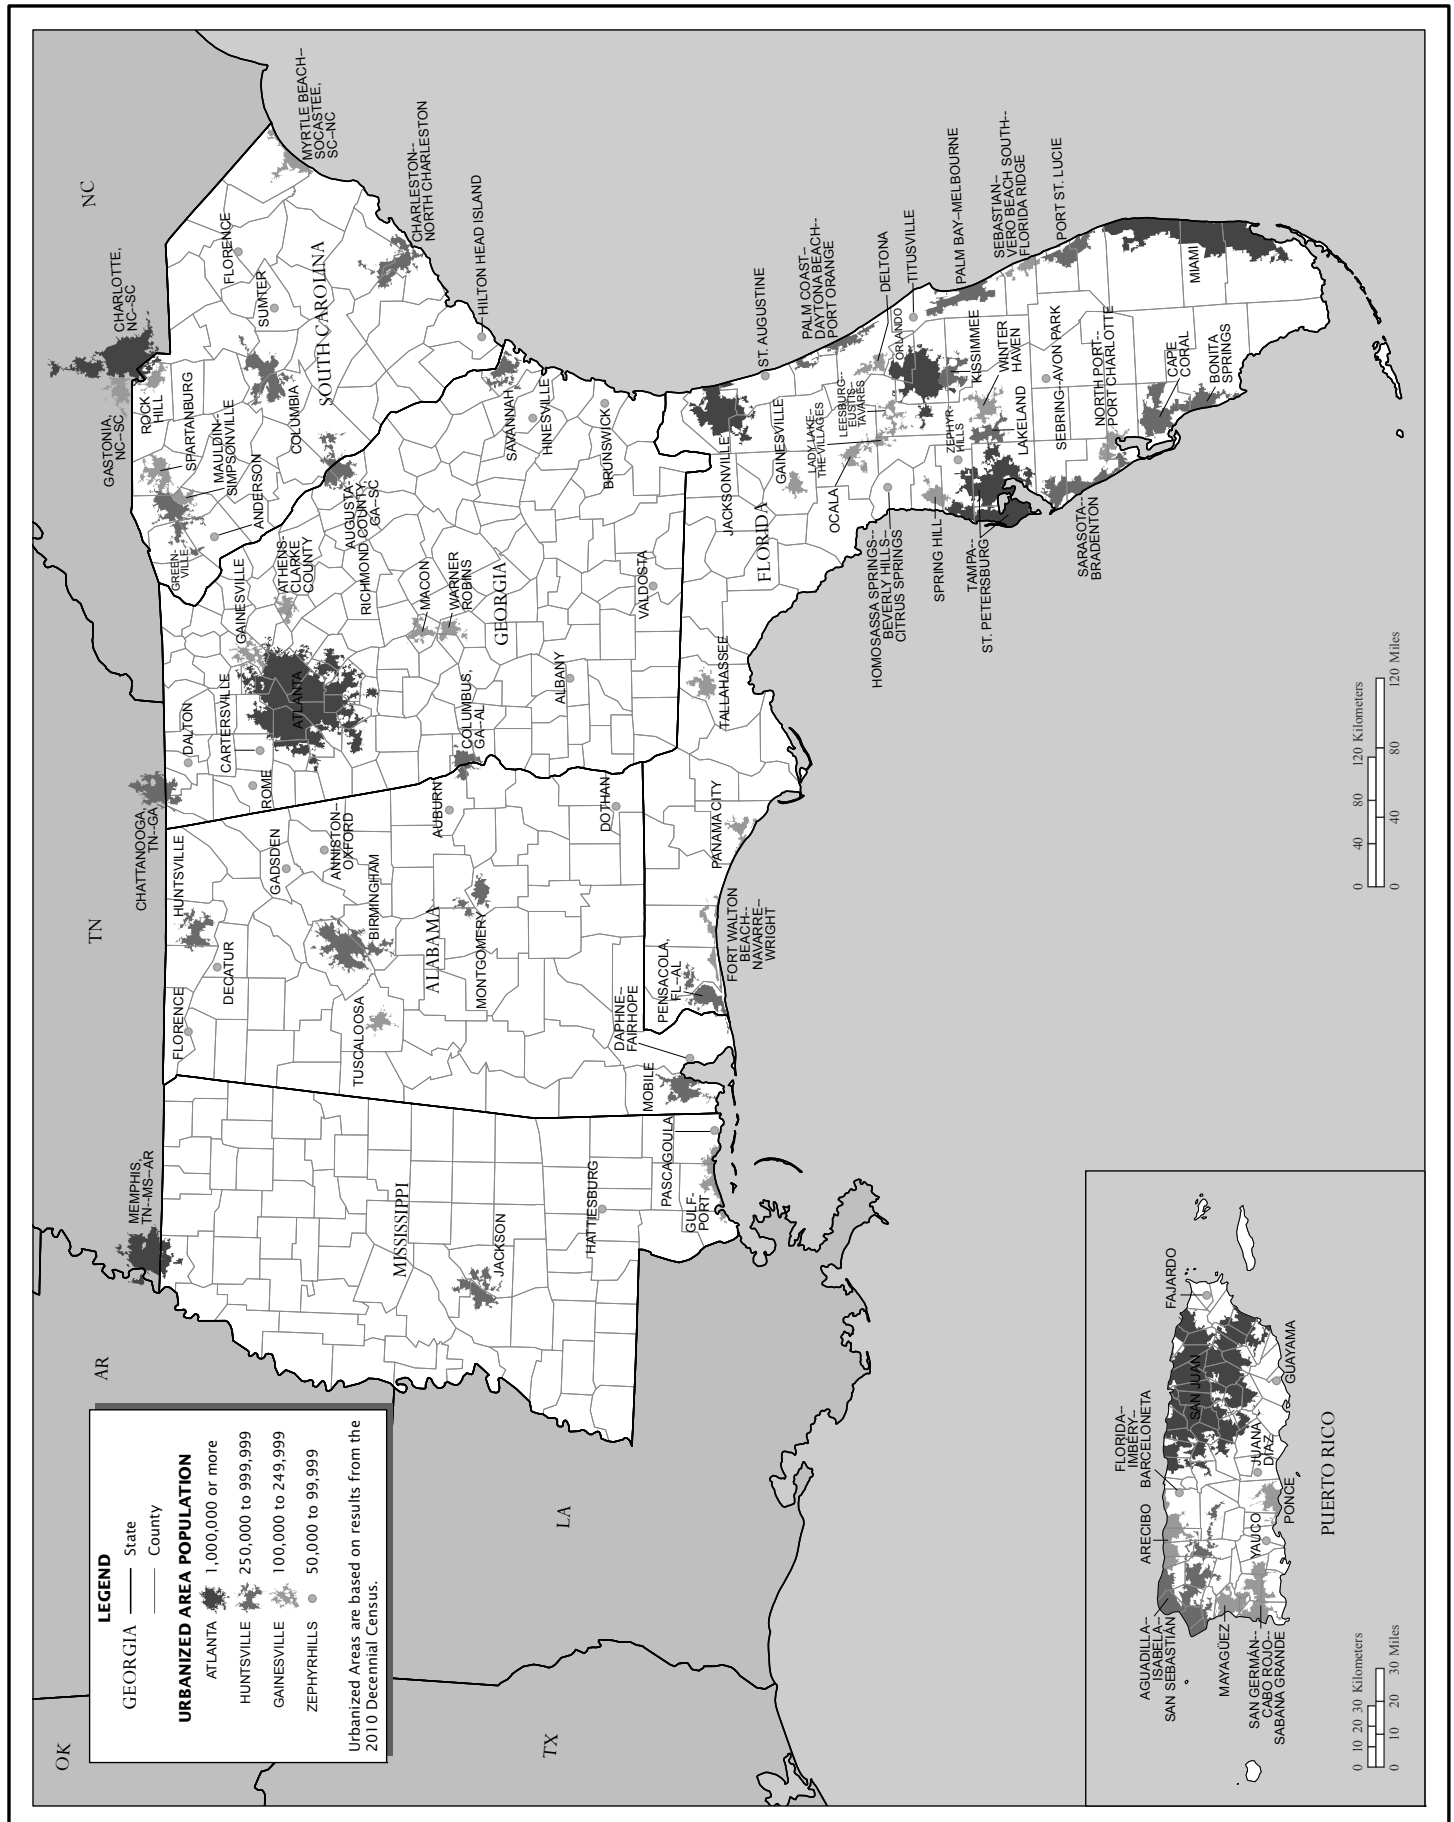 LEGEND
GEORGIA
State
County
URBANIZED AREA POPULATION
ATLANTA
1,000,000 or more
HUNTSVILLE
250,000 to 999,999
GAINESVILLE
100,000 to 249,999
ZEPHYRHILLS
50,000 to 99,999
Urbanized Areas are based on results from the
2010 Decennial Census.
OK
AR
TN
NC
TX
LA
MISSISSIPPI
MEMPHIS,
TN--MS--AR
JACKSON
HATTIESBURG
GULF-
PORT
PASCAGOULA
ALABAMA
FLORENCE
HUNTSVILLE
DECATUR
GADSDEN
ANNISTON--
OXFORD
BIRMINGHAM
TUSCALOOSA
MONTGOMERY
AUBURN
DOTHAN
MOBILE
DAPHNE--
FAIRHOPE
GEORGIA
CHATTANOOGA,
TN--GA
DALTON
ROME
CARTERSVILLE
ATLANTA
GAINESVILLE
ATHENS-
CLARKE
COUNTY
AUGUSTA-
RICHMOND COUNTY,
GA--SC
MACON
WARNER
ROBINS
COLUMBUS,
GA--AL
ALBANY
VALDOSTA
SAVANNAH
HINESVILLE
BRUNSWICK
SOUTH CAROLINA
GREEN-
VILLE
ANDERSON
MAULDIN--
SIMPSONVILLE
SPARTANBURG
GASTONIA,
NC--SC
ROCK
HILL
CHARLOTTE,
NC--SC
COLUMBIA
SUMTER
FLORENCE
MYRTLE BEACH--
SOCASTEE,
SC--NC
CHARLESTON--
NORTH CHARLESTON
HILTON HEAD ISLAND
FLORIDA
PENSACOLA,
FL--AL
FORT WALTON
BEACH--
NAVARRE--
WRIGHT
PANAMA CITY
TALLAHASSEE
JACKSONVILLE
ST. AUGUSTINE
GAINESVILLE
PALM COAST--
DAYTONA BEACH--
PORT ORANGE
OCALA
LADY LAKE--
THE VILLAGES
LEESBURG--
EUSTIS--
TAVARES
DELTONA
ORLANDO
TITUSVILLE
HOMOSASSA SPRINGS--
BEVERLY HILLS--
CITRUS SPRINGS
SPRING HILL
ZEPHYR-
HILLS
KISSIMMEE
PALM BAY--MELBOURNE
TAMPA--
ST. PETERSBURG
LAKELAND
WINTER
HAVEN
SEBASTIAN--
VERO BEACH SOUTH--
FLORIDA RIDGE
SEBRING--AVON PARK
PORT ST. LUCIE
SARASOTA--
BRADENTON
NORTH PORT--
PORT CHARLOTTE
CAPE
CORAL
BONITA
SPRINGS
MIAMI
0 40 80 120 Kilometers
0 40 80 120 Miles
AGUADILLA--
ISABELA--
SAN SEBASTIÁN
ARECIBO
FLORIDA--
IMBÉRY--
BARCELONETA
SAN JUAN
FAJARDO
MAYAGÜEZ
SAN GERMÁN--
CABO ROJO--
SABANA GRANDE
YAUCO
PONCE
JUANA
DÍAZ
GUAYAMA
PUERTO RICO
0 10 20 30 Kilometers
0 10 20 30 Miles